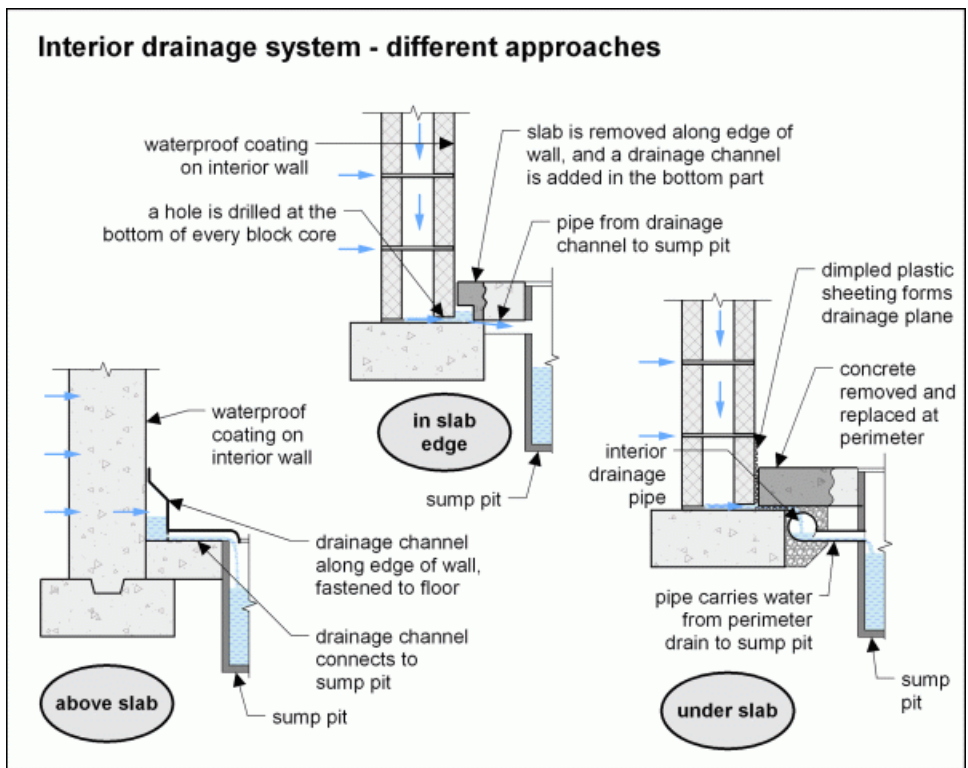 Interior drainage system - different approaches
waterproof coating
on interior wall
a hole is drilled at the
bottom of every block core
slab is removed along edge of
wall, and a drainage channel
is added in the bottom part
pipe from drainage
channel to sump pit
in slab
edge
sump pit
waterproof
coating on
interior wall
drainage channel
along edge of wall,
fastened to floor
drainage channel
connects to
sump pit
sump pit
above slab
dimpled plastic
sheeting forms
drainage plane
concrete
removed and
replaced at
perimeter
interior
drainage
pipe
pipe carries water
from perimeter
drain to sump pit
sump
pit
under slab